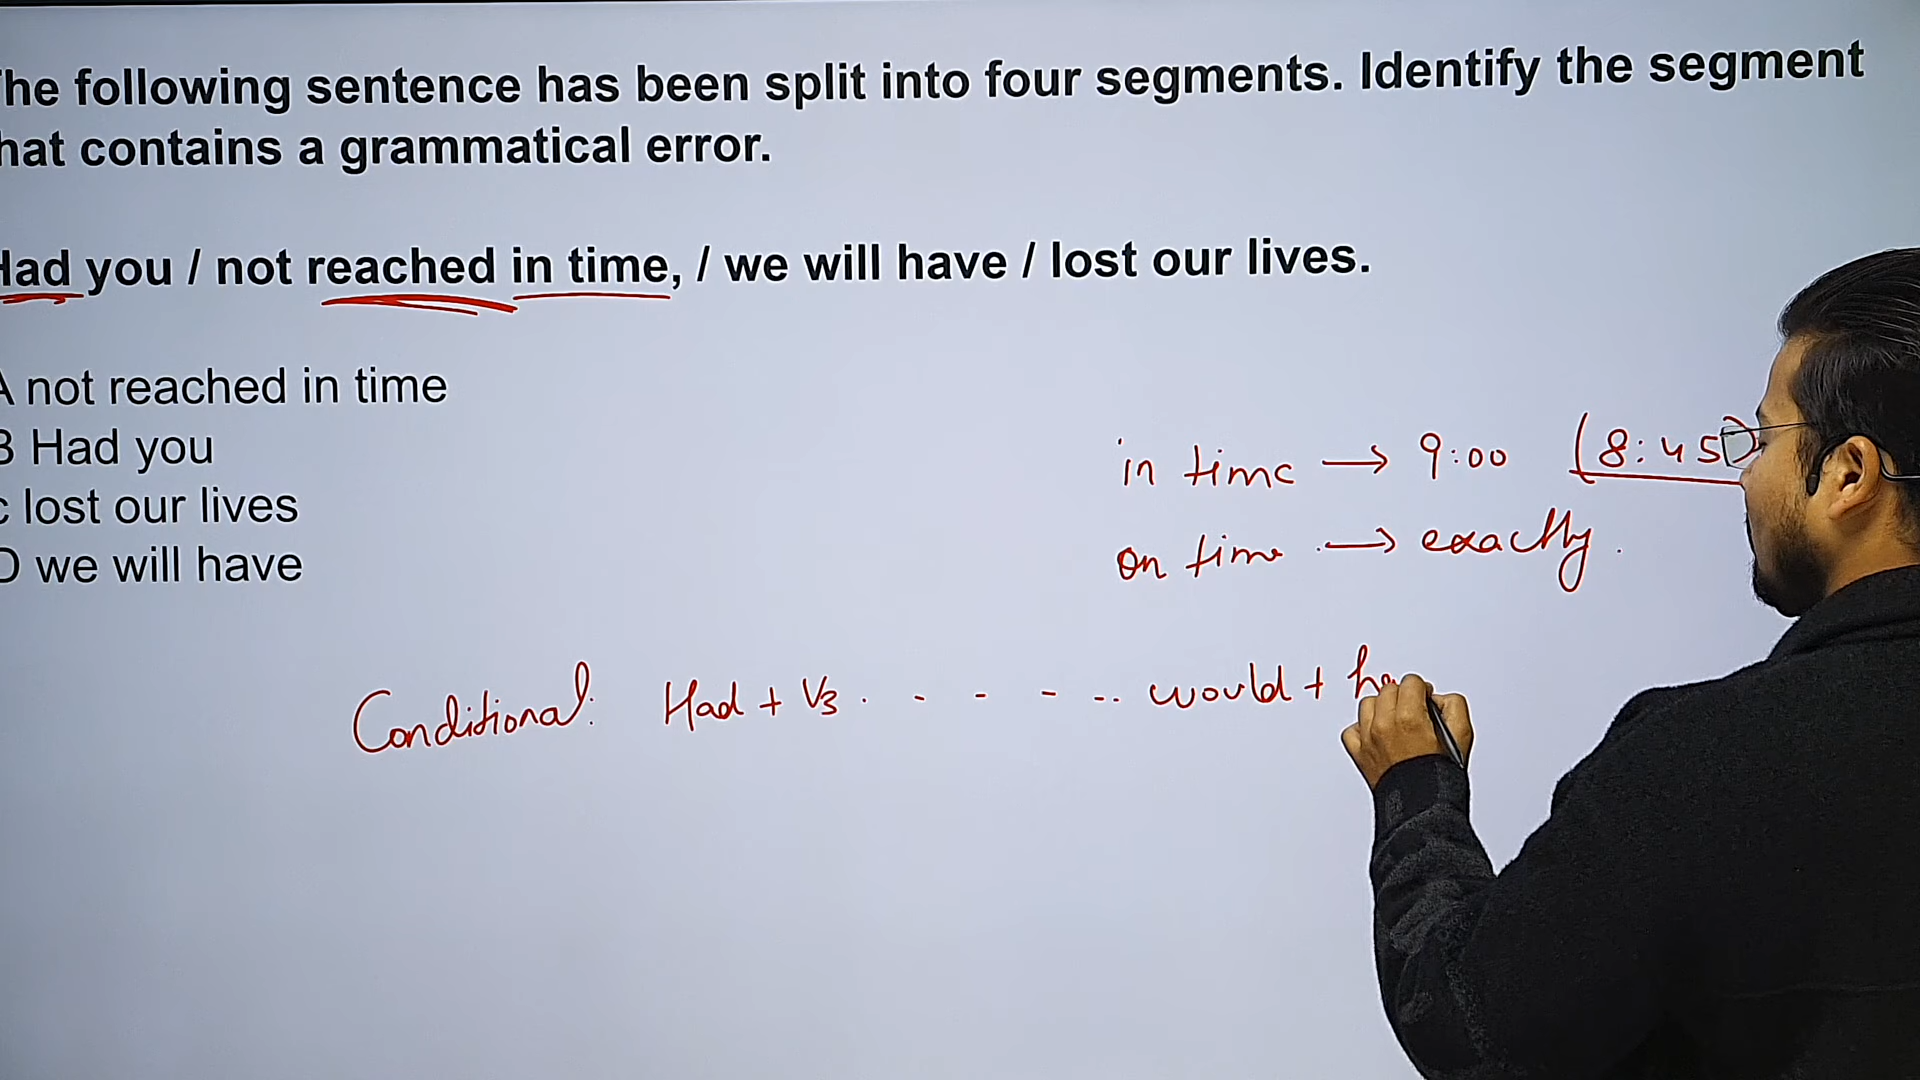 he following sentence has been split into four segments. Identify the segment
hat contains a grammatical error.
Had you / not reached in time, / we will have / lost our lives.
A not reached in time
B Had you
C lost our lives
D we will have
in time → 9:00 (8:45)
on time → exactly.
Conditional: Had + V3 . - - - .. would + ha